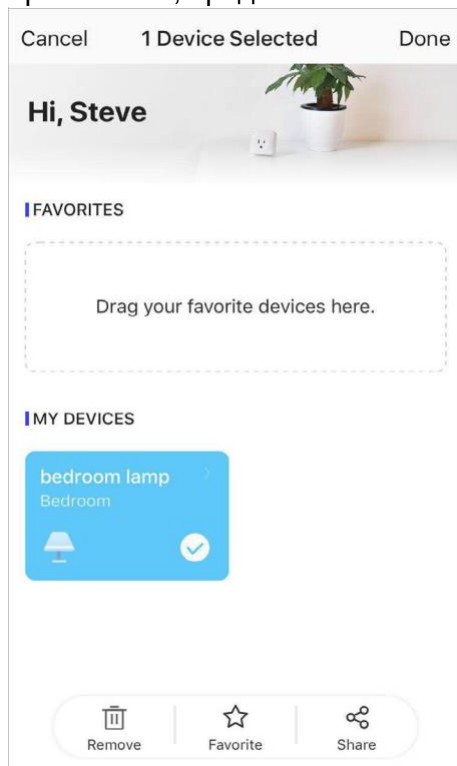 Cancel 1 Device Selected Done
Hi, Steve
FAVORITES
Drag your favorite devices here.
MY DEVICES
bedroom lamp
Bedroom
Remove Favorite Share